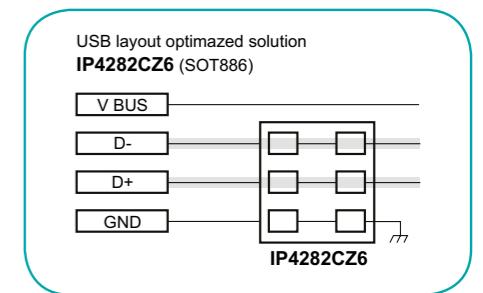 USB layout optimazed solution
IP4282CZ6 (SOT886)
V BUS
D-
D+
GND
IP4282CZ6